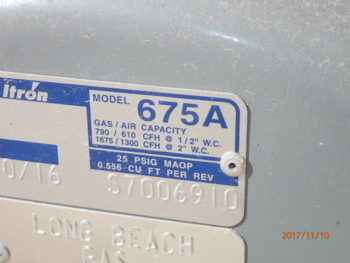 Itrón
MODEL 675A
GAS / AIR CAPACITY
790 / 610 CFH @ 1/2" W.C.
1675/1300 CFH @ 2" W.C.
25 PSIG MAOP
0.556-CU FT PER REV
0/16 S7006910
LONG BEACH
GAS
2017/11/10